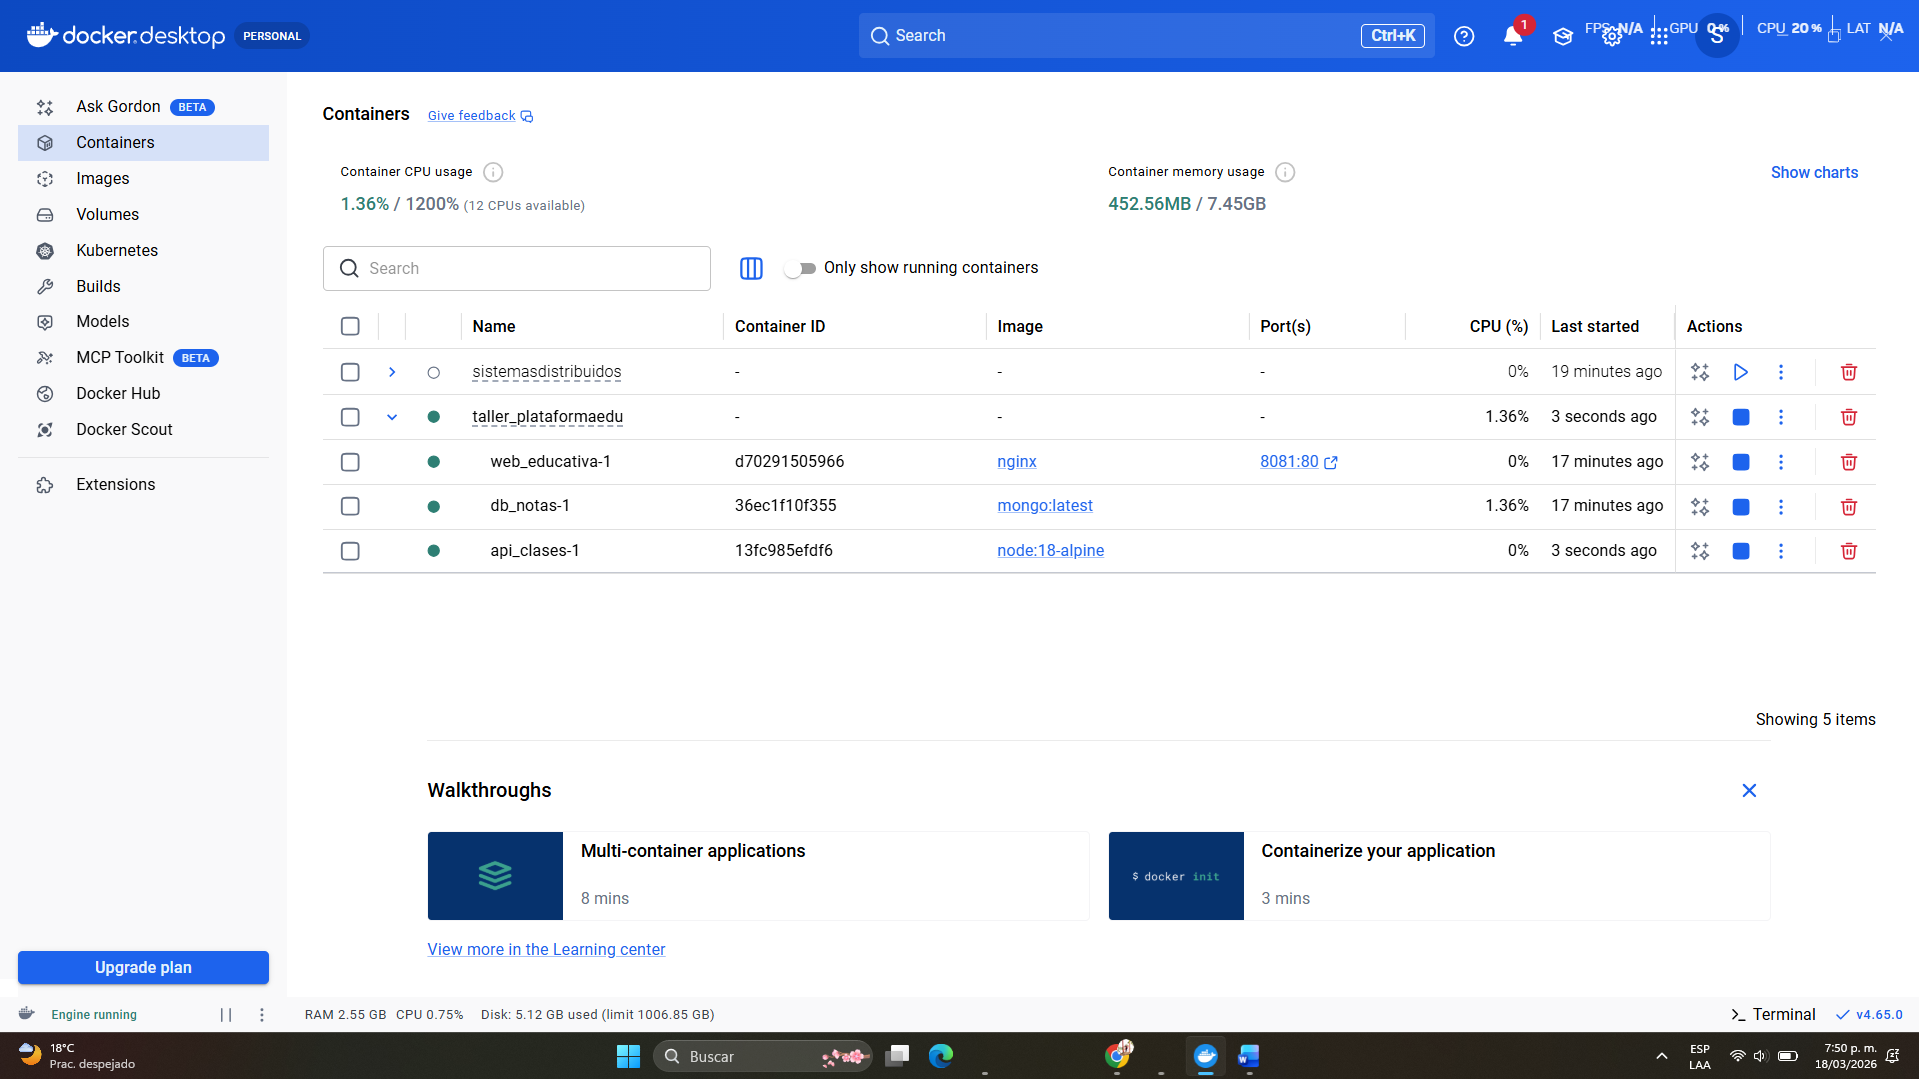 docker.desktop PERSONAL
Search Ctrl+K
1
FPS N/A GPU 0% CPU 20% LAT N/A
S
Ask Gordon BETA
Containers
Images
Volumes
Kubernetes
Builds
Models
MCP Toolkit BETA
Docker Hub
Docker Scout
Extensions
Containers Give feedback
Container CPU usage
1.36% / 1200% (12 CPUs available)
Container memory usage
452.56MB / 7.45GB
Show charts
Search
Only show running containers
Name Container ID Image Port(s) CPU (%) Last started Actions
sistemasdistribuidos - - - 0% 19 minutes ago
taller_plataformaedu - - - 1.36% 3 seconds ago
web_educativa-1 d70291505966 nginx 8081:80 0% 17 minutes ago
db_notas-1 36ec1f10f355 mongo:latest 1.36% 17 minutes ago
api_clases-1 13fc985efdf6 node:18-alpine 0% 3 seconds ago
Showing 5 items
Walkthroughs
Multi-container applications
8 mins
$ docker init
Containerize your application
3 mins
View more in the Learning center
Upgrade plan
Engine running
RAM 2.55 GB CPU 0.75% Disk: 5.12 GB used (limit 1006.85 GB)
Terminal
v4.65.0
18°C
Prac. despejado
Buscar
W
ESP
LAA
7:50 p. m.
18/03/2026